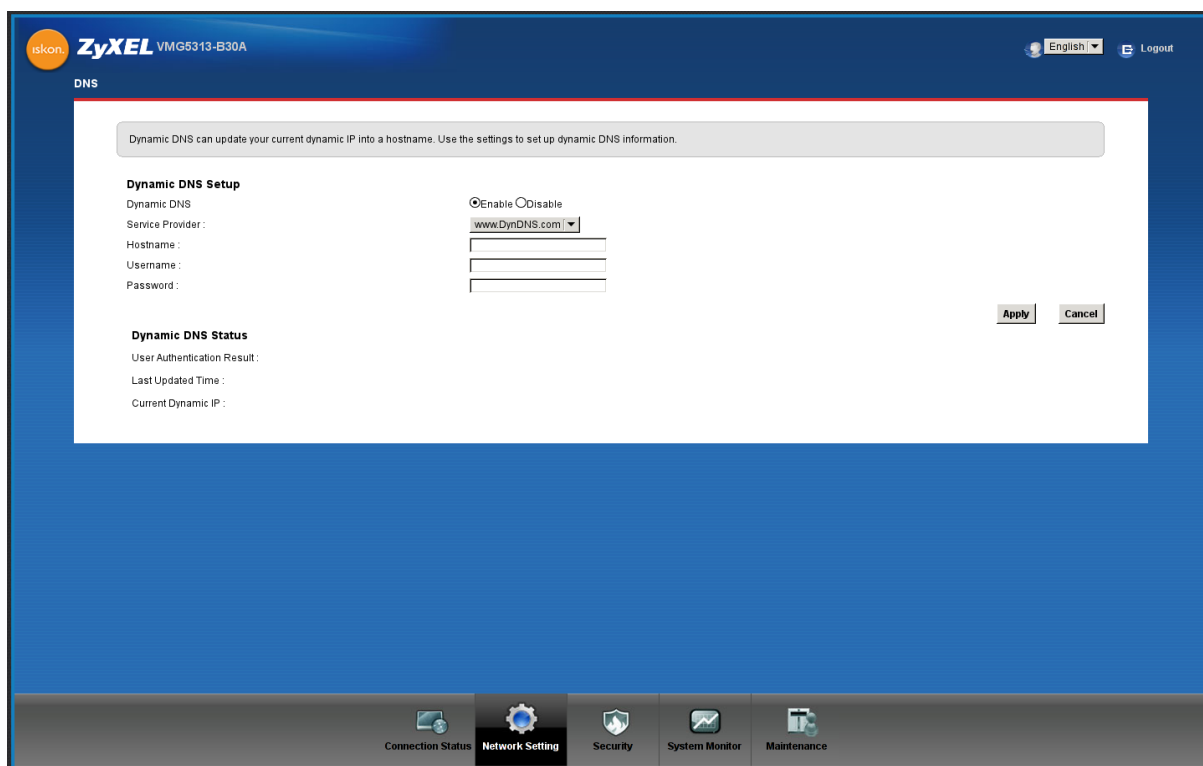 iskon.
ZyXEL VMG5313-B30A
English
Logout
DNS
Dynamic DNS can update your current dynamic IP into a hostname. Use the settings to set up dynamic DNS information.
Dynamic DNS Setup
Dynamic DNS Enable Disable
Service Provider : www.DynDNS.com
Hostname :
Username :
Password :
Apply Cancel
Dynamic DNS Status
User Authentication Result :
Last Updated Time :
Current Dynamic IP :
Connection Status Network Setting Security System Monitor Maintenance